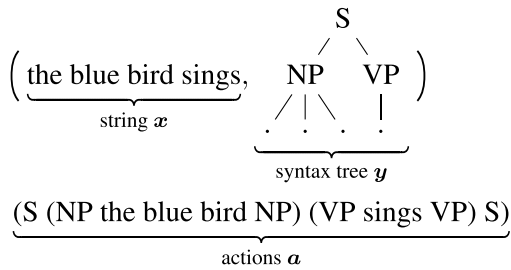 S
( the blue bird sings, NP VP )
. . . .
string x
syntax tree y
(S (NP the blue bird NP) (VP sings VP) S)
actions a